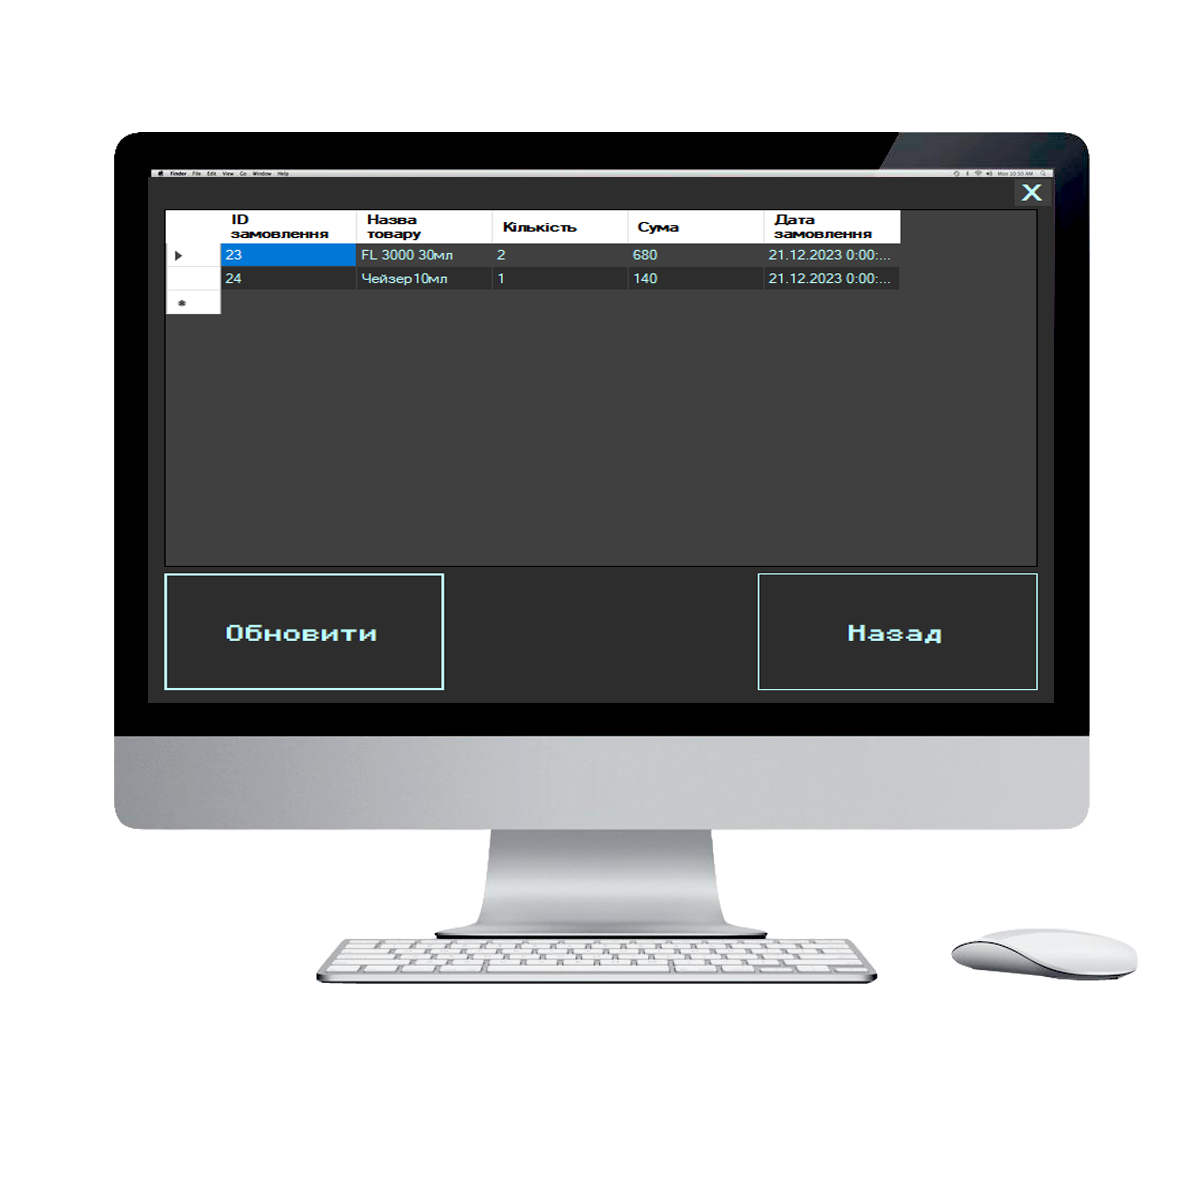 Finder File Edit View Go Window Help
Mon 10:55 AM
X
ID замовлення
Назва товару
Кількість
Сума
Дата замовлення
23 FL 3000 30мл 2 680 21.12.2023 0:00:...
24 Чейзер10мл 1 140 21.12.2023 0:00:...
Обновити
Назад